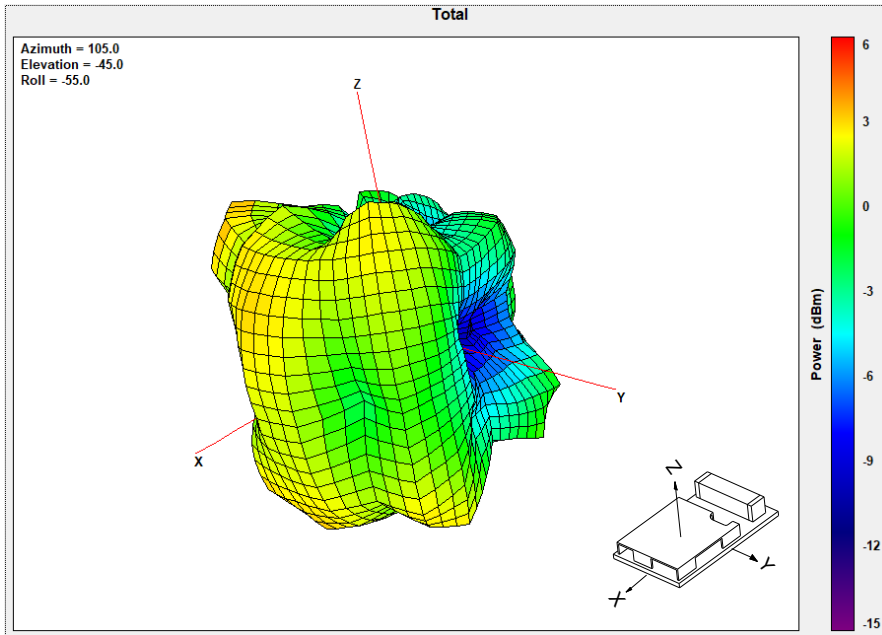 Total
Azimuth = 105.0
Elevation = -45.0
Roll = -55.0
Z
Y
X
Z
Y
X
6
3
0
-3
-6
-9
-12
-15
Power (dBm)